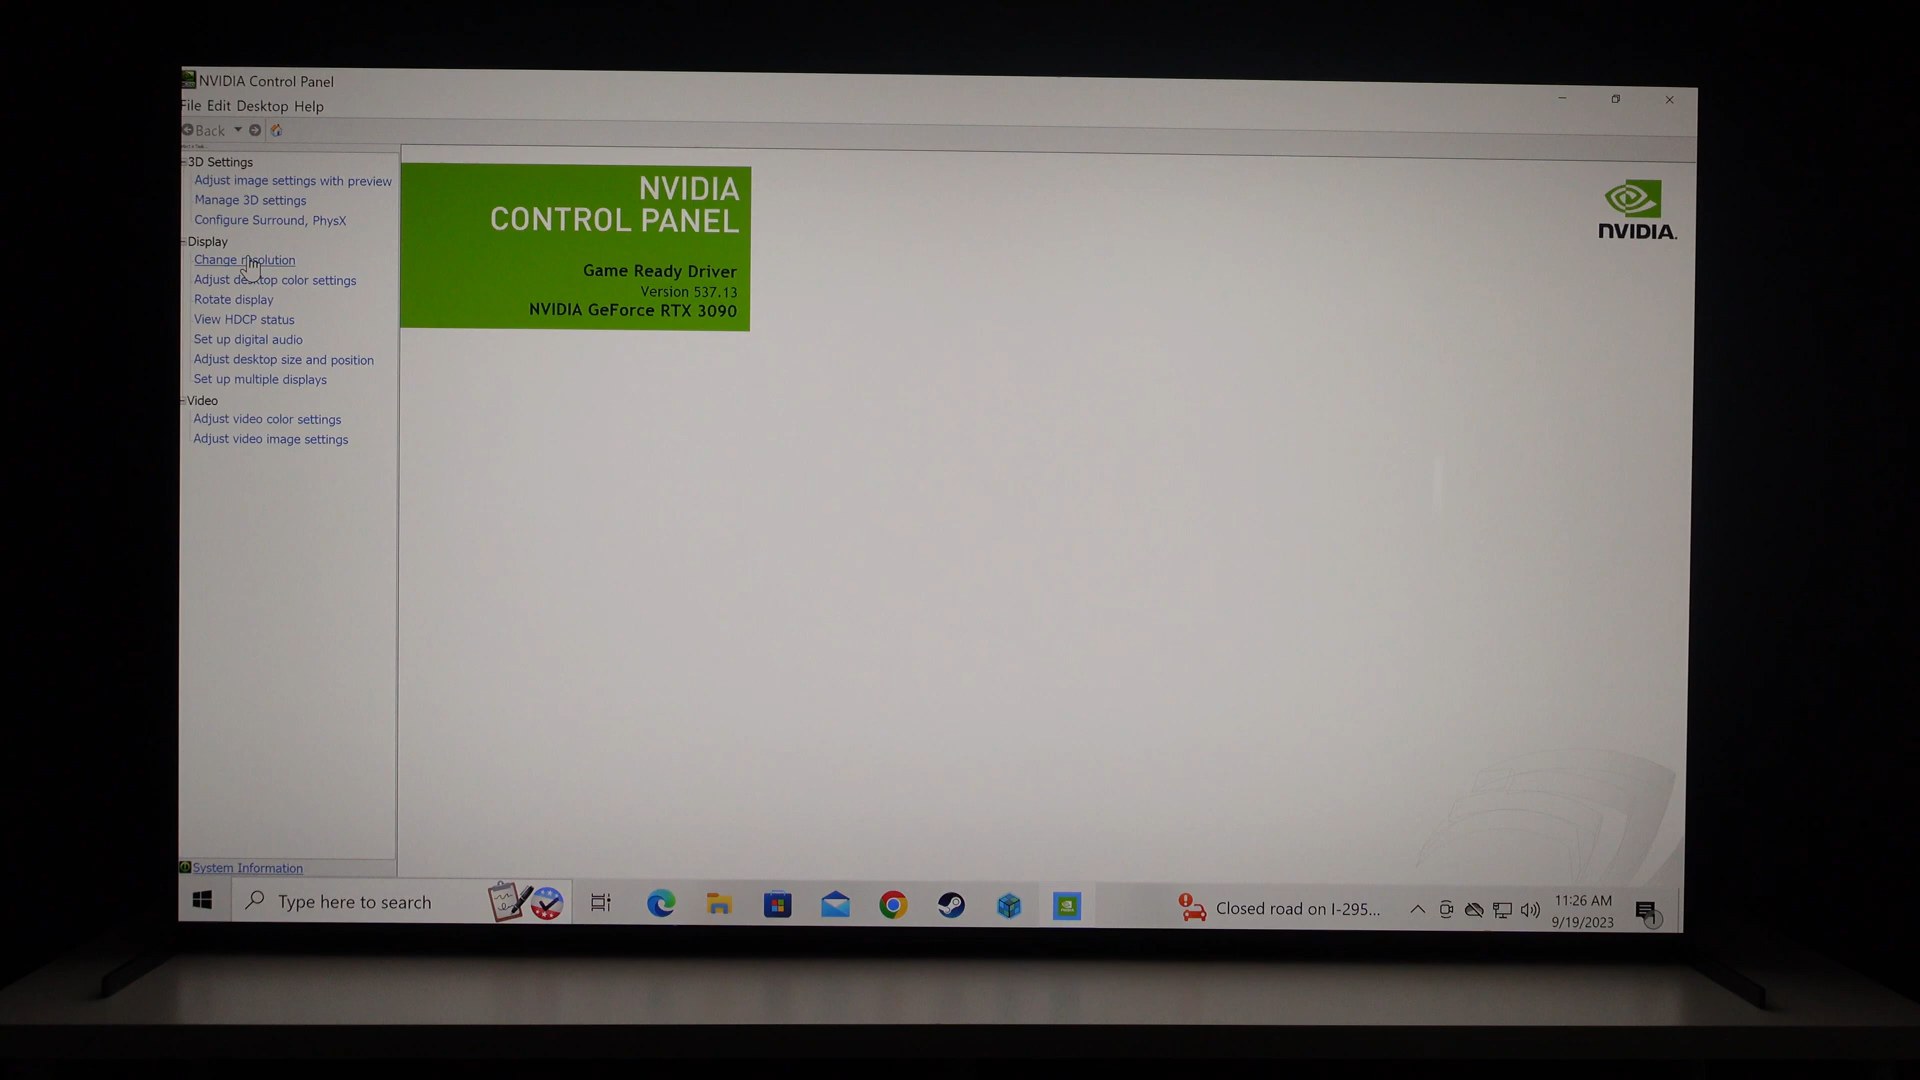 NVIDIA Control Panel
File Edit Desktop Help
Back
3D Settings
Adjust image settings with preview
Manage 3D settings
Configure Surround, PhysX
Display
Change resolution
Adjust desktop color settings
Rotate display
View HDCP status
Set up digital audio
Adjust desktop size and position
Set up multiple displays
Video
Adjust video color settings
Adjust video image settings
System Information
NVIDIA
CONTROL PANEL
Game Ready Driver
Version 537.13
NVIDIA GeForce RTX 3090
NVIDIA.
Type here to search
Closed road on I-295...
11:26 AM
9/19/2023